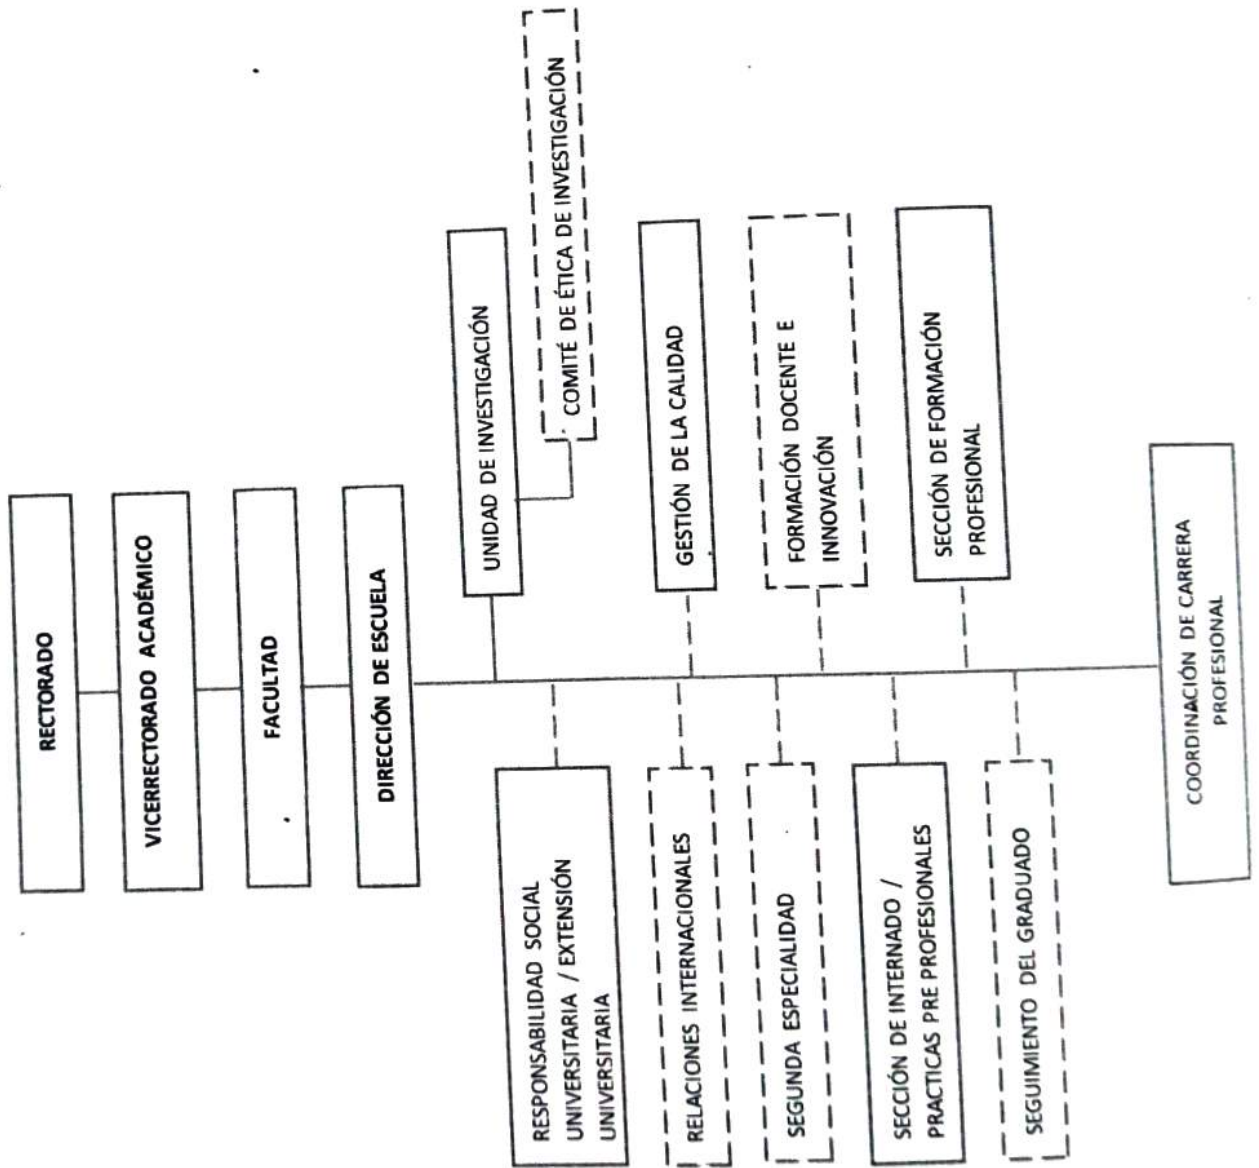 RECTORADO
VICERRECTORADO ACADÉMICO
FACULTAD
DIRECCIÓN DE ESCUELA
UNIDAD DE INVESTIGACIÓN
COMITÉ DE ÉTICA DE INVESTIGACIÓN
RESPONSABILIDAD SOCIAL
UNIVERSITARIA / EXTENSIÓN
UNIVERSITARIA
GESTIÓN DE LA CALIDAD
RELACIONES INTERNACIONALES
FORMACIÓN DOCENTE E
INNOVACIÓN
SEGUNDA ESPECIALIDAD
SECCIÓN DE FORMACIÓN
PROFESIONAL
SECCIÓN DE INTERNADO /
PRACTICAS PRE PROFESIONALES
SEGUIMIENTO DEL GRADUADO
COORDINACIÓN DE CARRERA
PROFESIONAL